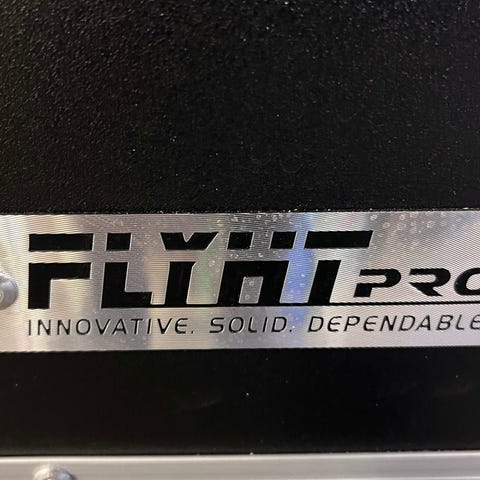 FLYHT PRO
INNOVATIVE. SOLID. DEPENDABLE